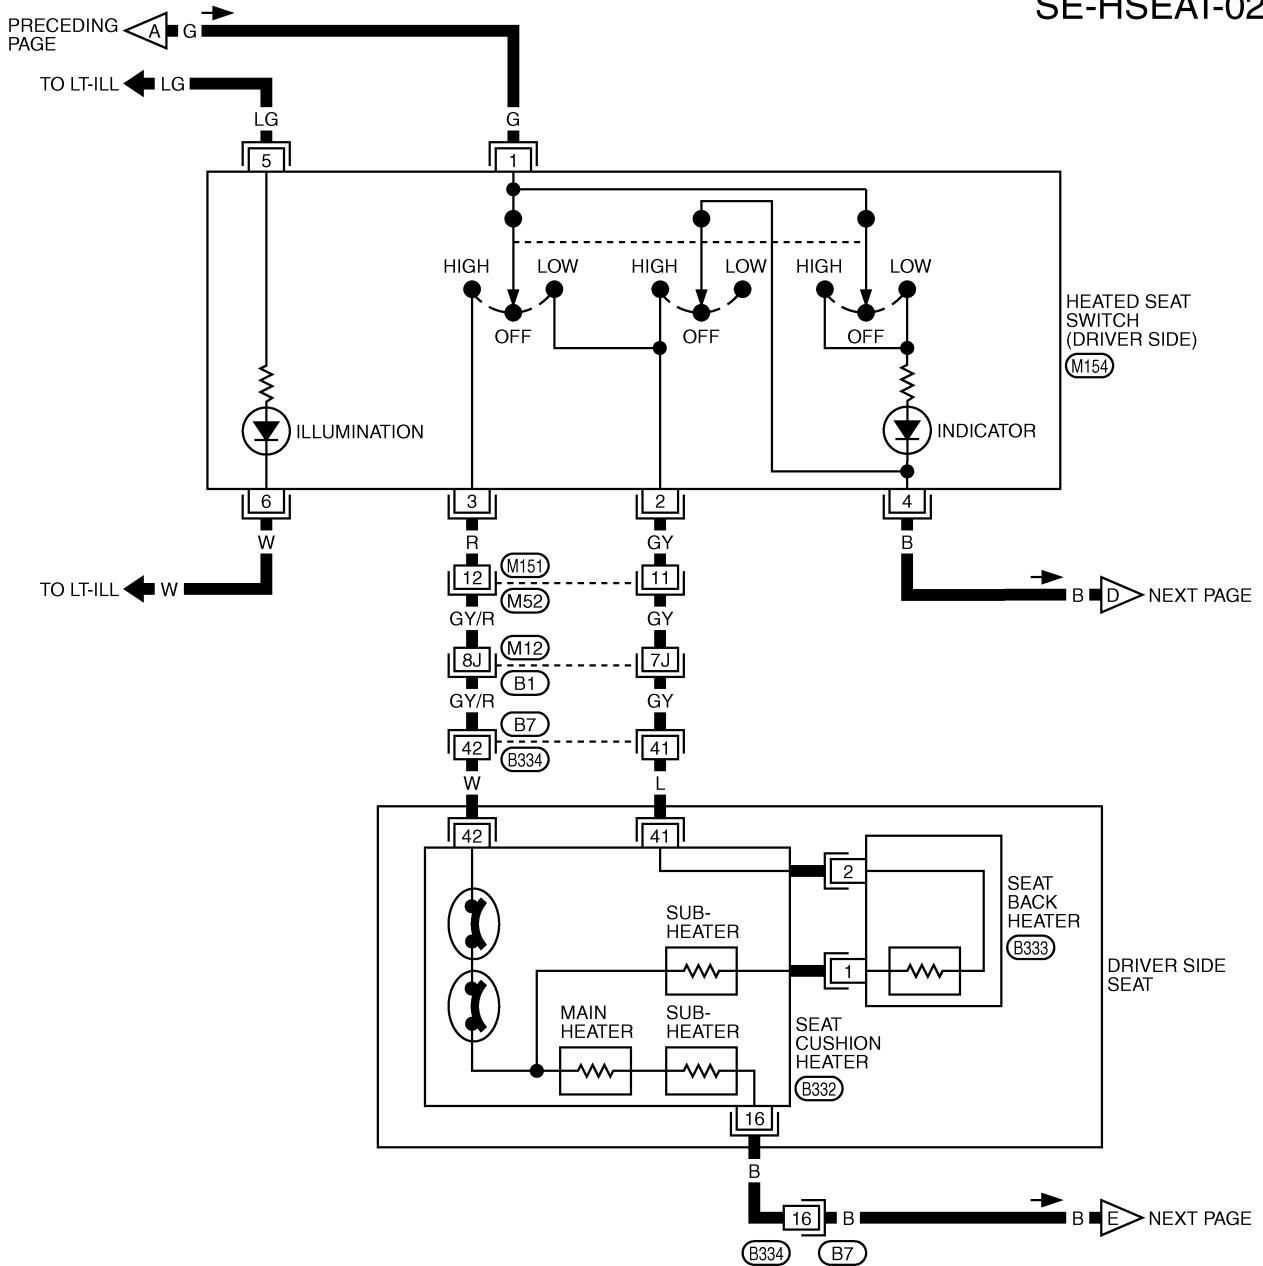 SE-HSEAT-02
PRECEDING
PAGE
A G
TO LT-ILL LG
LG
G
5
1
HIGH LOW HIGH LOW HIGH LOW
OFF OFF OFF
HEATED SEAT
SWITCH
(DRIVER SIDE)
M154
ILLUMINATION
INDICATOR
6 3 2 4
W R GY B
TO LT-ILL W
12 M151 11
M52
B D NEXT PAGE
GY/R GY
8J M12 7J
B1
GY/R GY
42 B7 41
B334
W L
42 41
2
SEAT
BACK
HEATER
B333
SUB-
HEATER
1
DRIVER SIDE
SEAT
MAIN
HEATER
SUB-
HEATER
SEAT
CUSHION
HEATER
B332
16
B
16 B B E NEXT PAGE
B334 B7